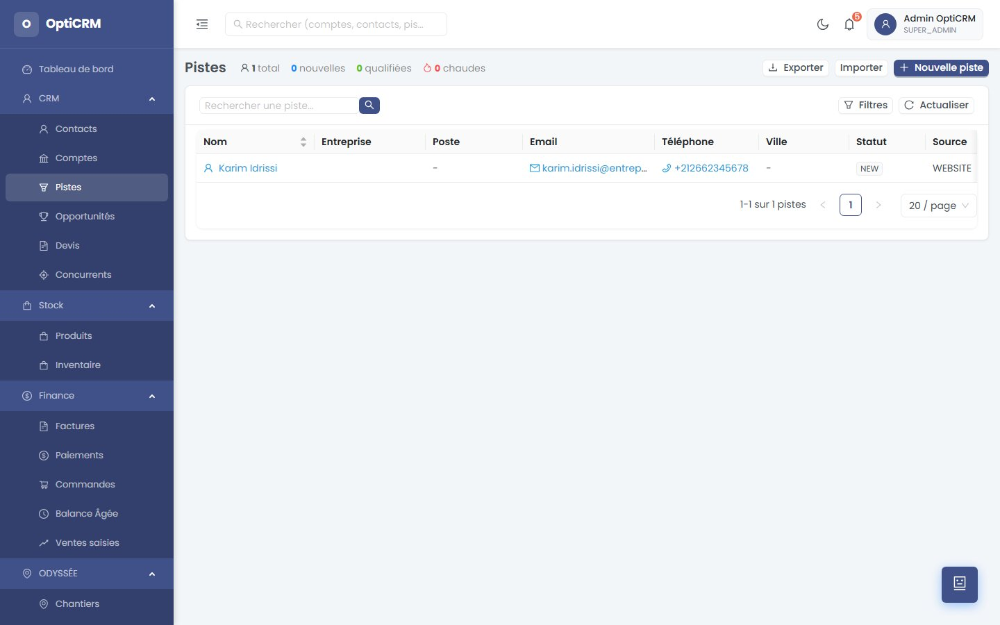 O OptiCRM
Rechercher (comptes, contacts, pis...
5
Admin OptiCRM
SUPER_ADMIN
Tableau de bord
CRM
Contacts
Comptes
Pistes
Opportunités
Devis
Concurrents
Stock
Produits
Inventaire
Finance
Factures
Paiements
Commandes
Balance Âgée
Ventes saisies
ODYSSÉE
Chantiers
Pistes 1 total 0 nouvelles 0 qualifiées 0 chaudes
Exporter Importer + Nouvelle piste
Rechercher une piste...
Filtres Actualiser
Nom Entreprise Poste Email Téléphone Ville Statut Source
Karim Idrissi - karim.idrissi@entrep... +212662345678 - NEW WEBSITE
1-1 sur 1 pistes < 1 > 20 / page